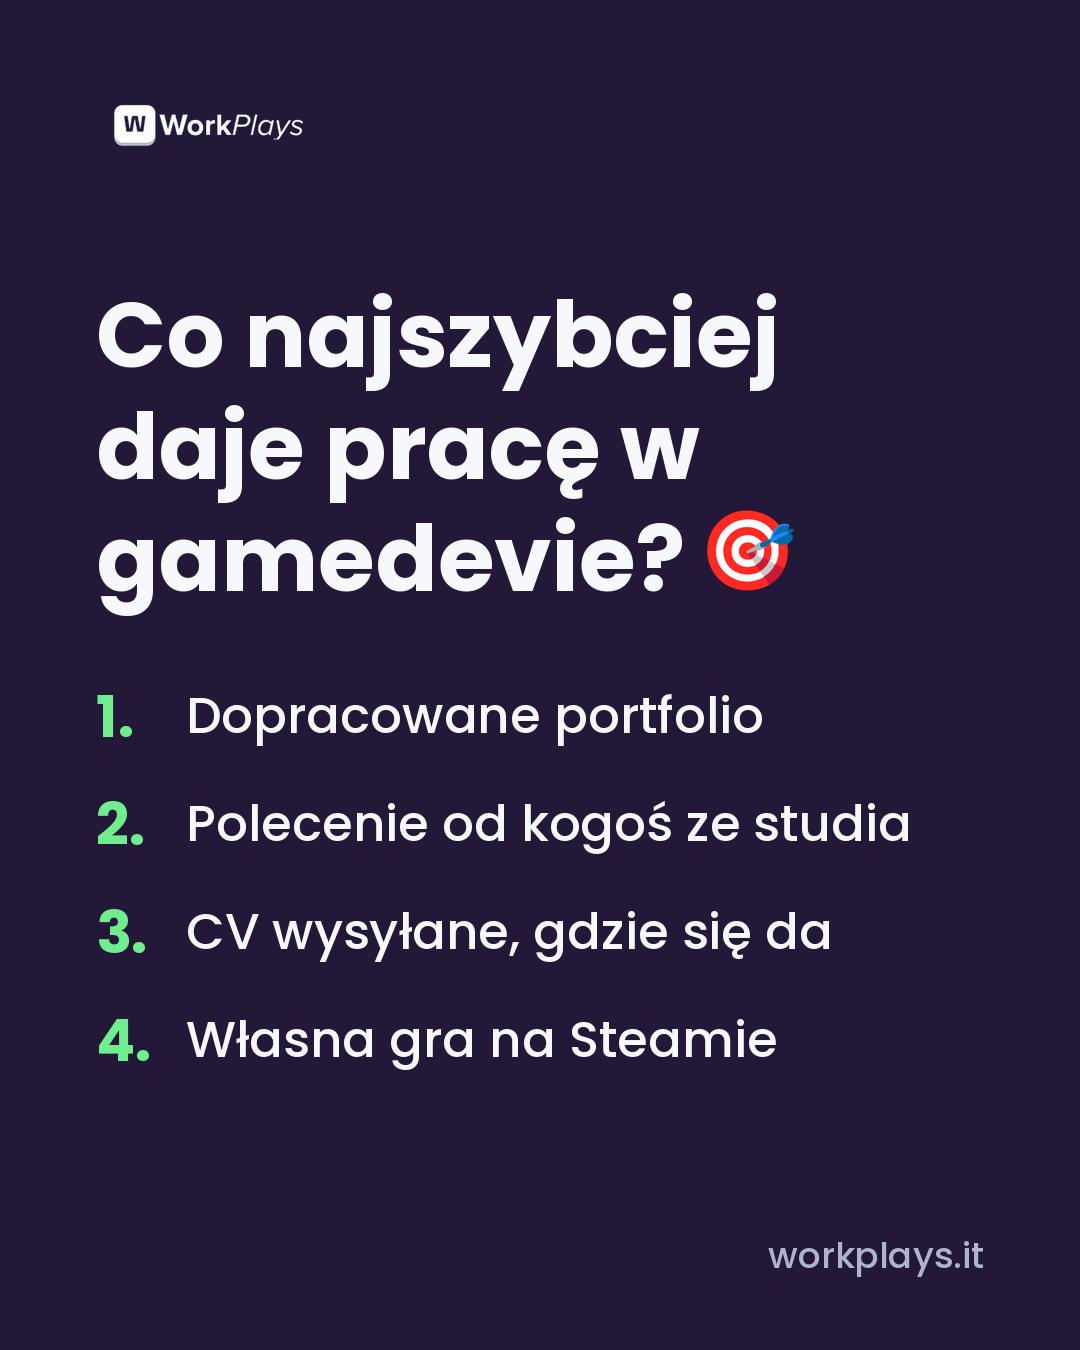 W WorkPlays
Co najszybciej
daje pracę w
gamedevie? 🎯
1. Dopracowane portfolio
2. Polecenie od kogoś ze studia
3. CV wysyłane, gdzie się da
4. Własna gra na Steamie
workplays.it